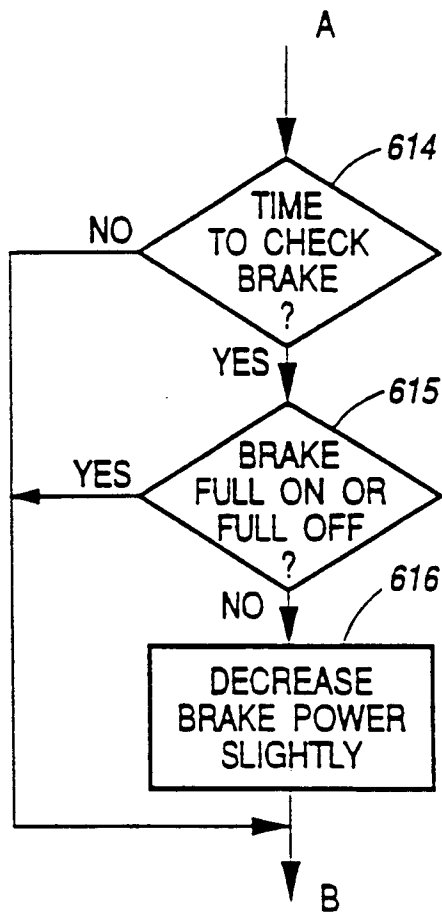 A
614
TIME
TO CHECK
BRAKE
?
NO
YES
615
BRAKE
FULL ON OR
FULL OFF
?
YES
NO
616
DECREASE
BRAKE POWER
SLIGHTLY
B